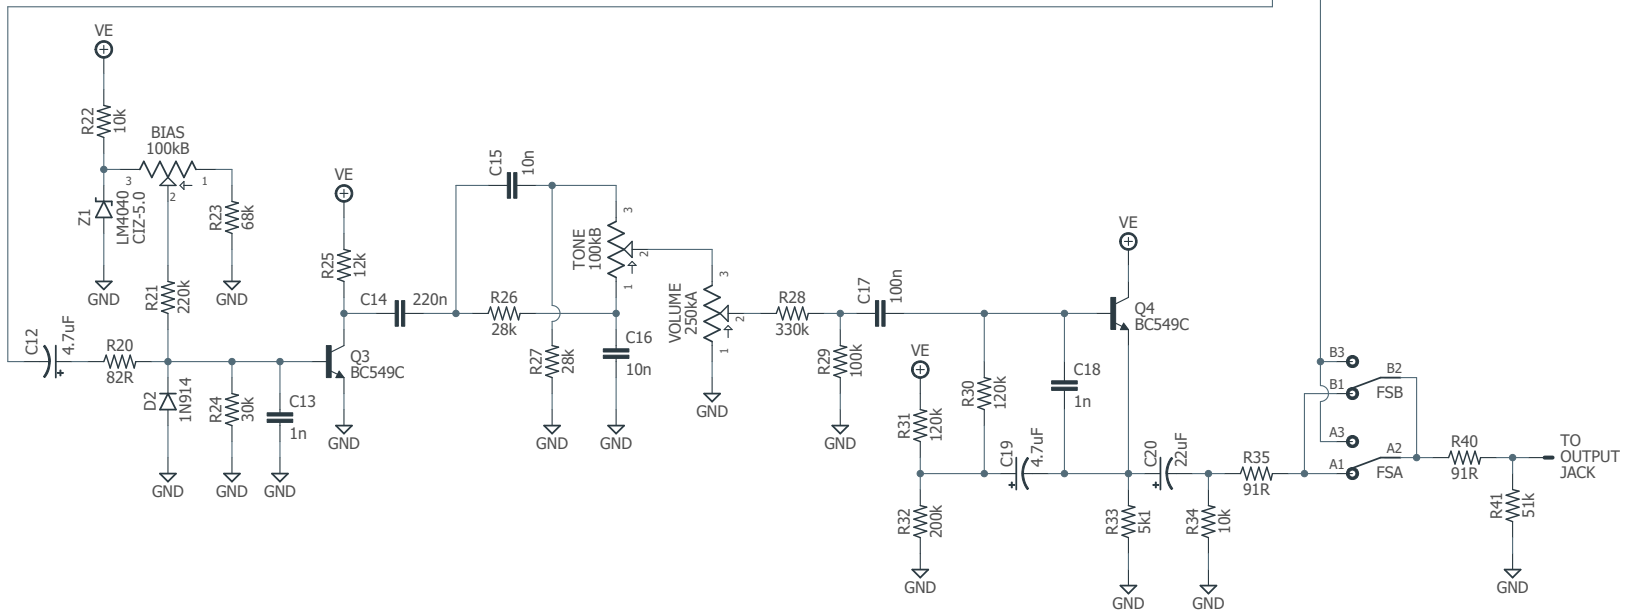 VE
R22
10k
BIAS
100kB
3
2
1
Z1
LM4040
CIZ-5.0
GND
R23
68k
GND
R21
220k
C12
4.7uF
+
R20
82R
D2
1N914
GND
R24
30k
GND
C13
1n
GND
VE
R25
12k
Q3
BC549C
GND
C14
220n
C15
10n
R26
28k
R27
28k
GND
TONE
100kB
3
2
1
C16
10n
GND
VOLUME
250kA
3
2
1
GND
R28
330k
R29
100k
GND
C17
100n
VE
R31
120k
R32
200k
GND
R30
120k
C19
4.7uF
+
C18
1n
VE
Q4
BC549C
R33
5k1
GND
C20
22uF
+
R34
10k
GND
R35
91R
B3
B1
B2
FSB
A3
A1
A2
FSA
R40
91R
R41
51k
GND
TO
OUTPUT
JACK